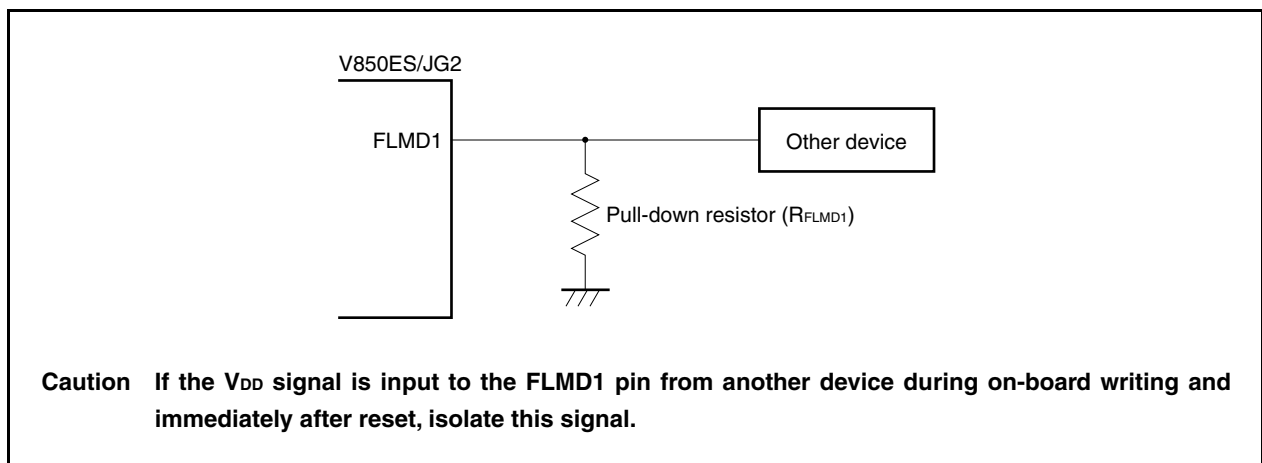 V850ES/JG2
FLMD1
Other device
Pull-down resistor (RFLMD1)
Caution If the VDD signal is input to the FLMD1 pin from another device during on-board writing and
immediately after reset, isolate this signal.